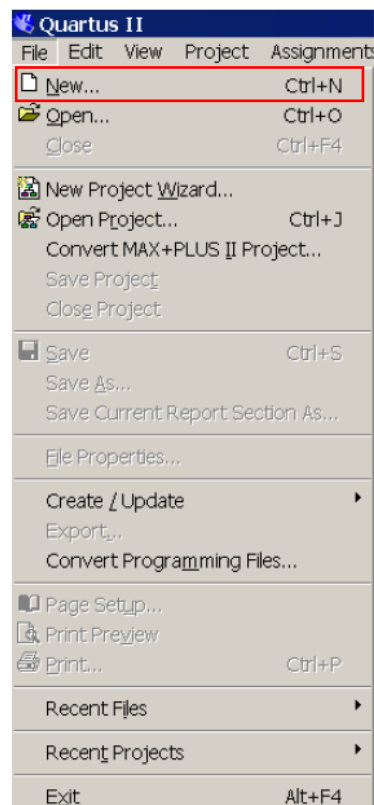 Quartus II
File Edit View Project Assignments
New... Ctrl+N
Open... Ctrl+O
Close Ctrl+F4
New Project Wizard...
Open Project... Ctrl+J
Convert MAX+PLUS II Project...
Save Project
Close Project
Save Ctrl+S
Save As...
Save Current Report Section As...
File Properties...
Create / Update
Export...
Convert Programming Files...
Page Setup...
Print Preview
Print... Ctrl+P
Recent Files
Recent Projects
Exit Alt+F4